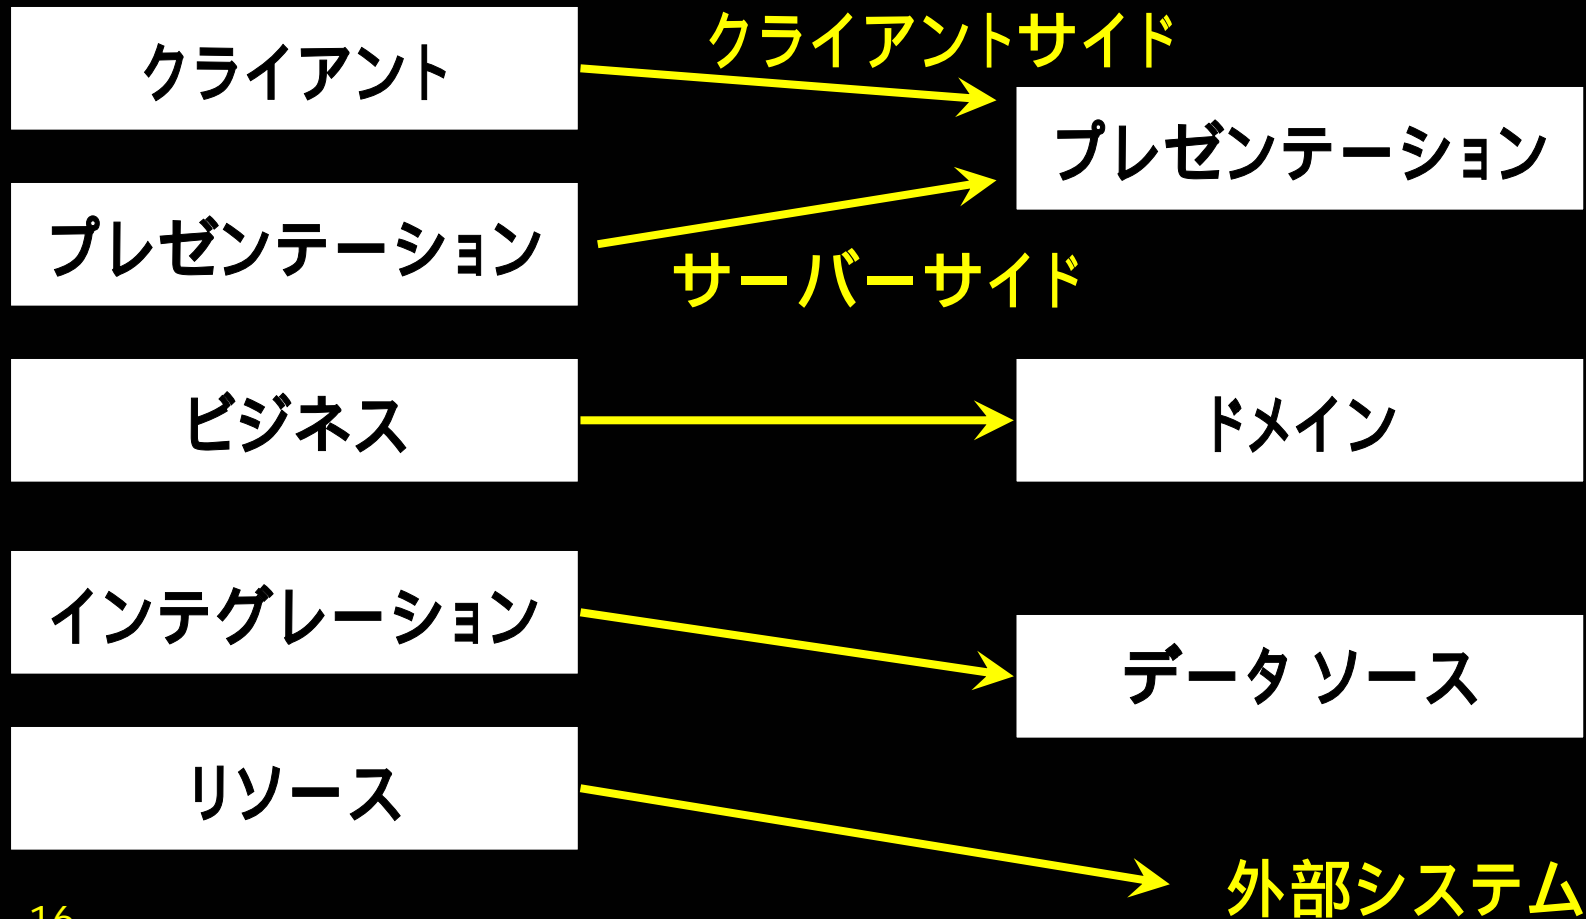 クライアント
クライアントサイド
プレゼンテーション
プレゼンテーション
サーバーサイド
ビジネス
ドメイン
インテグレーション
データ ソース
リソース
外部システム
16